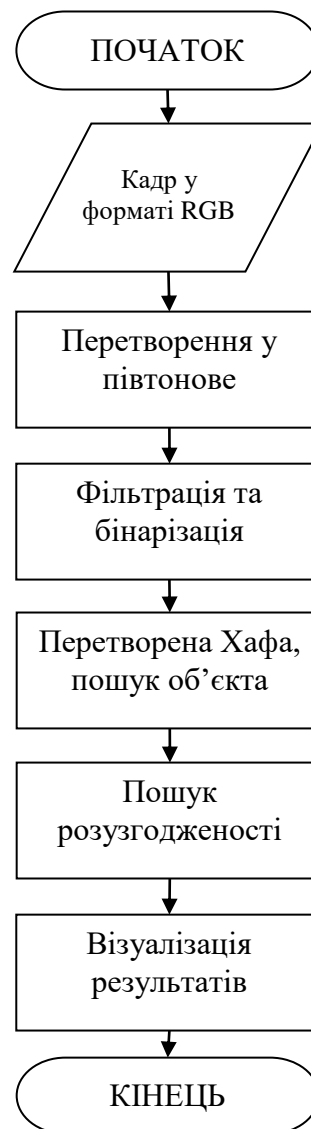 ПОЧАТОК
Кадр у
форматі RGB
Перетворення у
півтонове
Фільтрація та
бінарізація
Перетворена Хафа,
пошук об’єкта
Пошук
розузгодженості
Візуалізація
результатів
КІНЕЦЬ